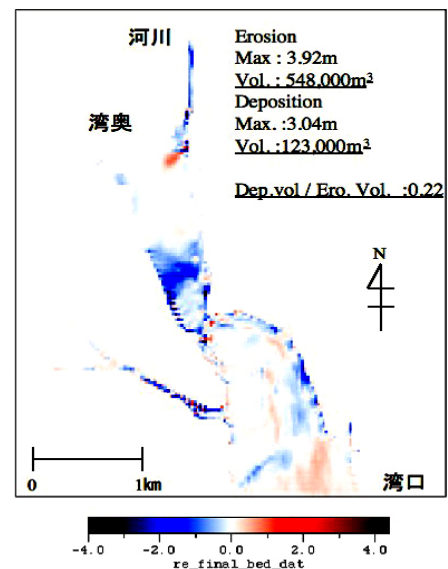 河川
Erosion
Max : 3.92m
Vol. : 548,000m³
湾奥
Deposition
Max. :3.04m
Vol. :123,000m³
Dep.vol / Ero. Vol. :0.22
N
0 1km
湾口
-4.0 -2.0 0.0 2.0 4.0
re_final_bed_dat